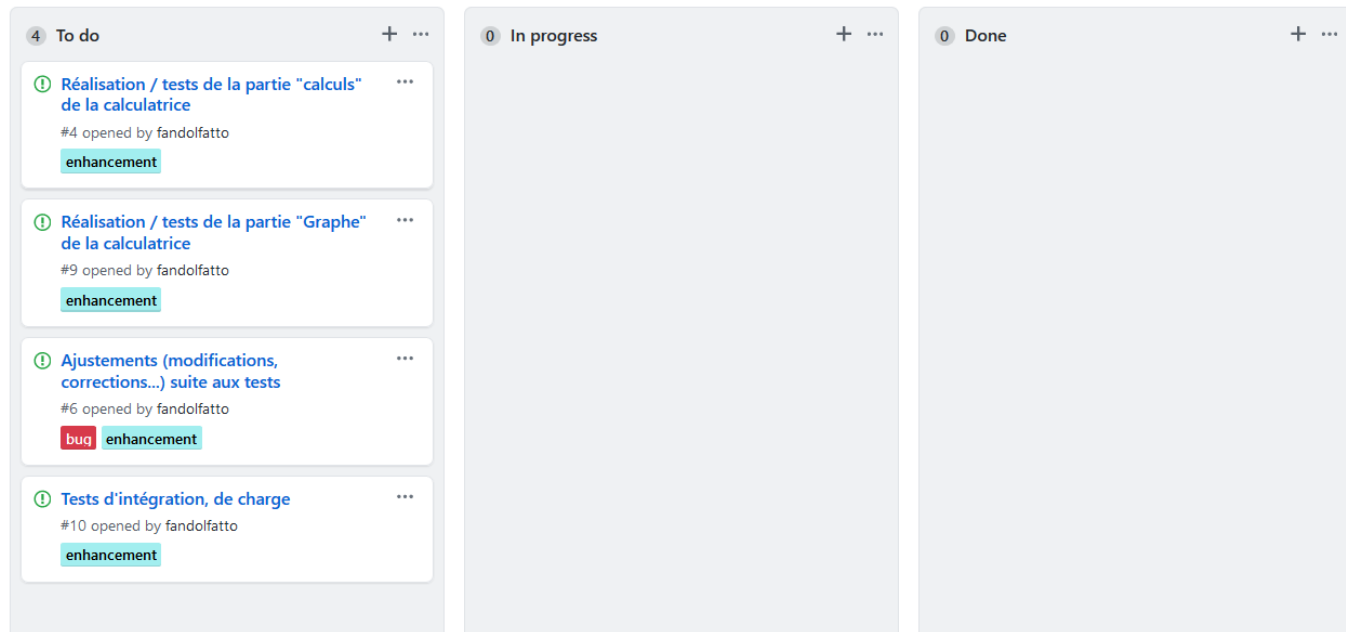 4 To do
Réalisation / tests de la partie "calculs"
de la calculatrice
#4 opened by fandolfatto
enhancement
Réalisation / tests de la partie "Graphe"
de la calculatrice
#9 opened by fandolfatto
enhancement
Ajustements (modifications,
corrections...) suite aux tests
#6 opened by fandolfatto
bug enhancement
Tests d'intégration, de charge
#10 opened by fandolfatto
enhancement
0 In progress
0 Done